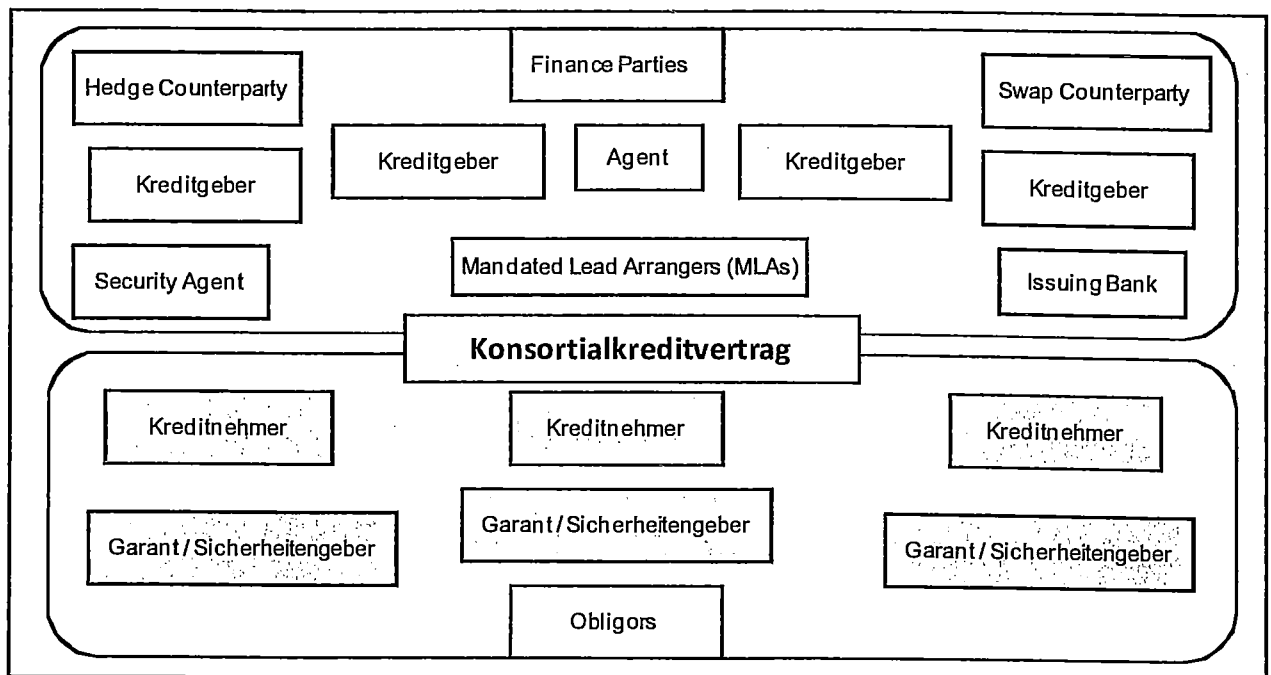 Finance Parties
Hedge Counterparty
Swap Counterparty
Kreditgeber
Agent
Kreditgeber
Kreditgeber
Kreditgeber
Security Agent
Mandated Lead Arrangers (MLAs)
Issuing Bank
Konsortialkreditvertrag
Kreditnehmer
Kreditnehmer
Kreditnehmer
Garant / Sicherheitengeber
Garant / Sicherheitengeber
Garant / Sicherheitengeber
Obligors